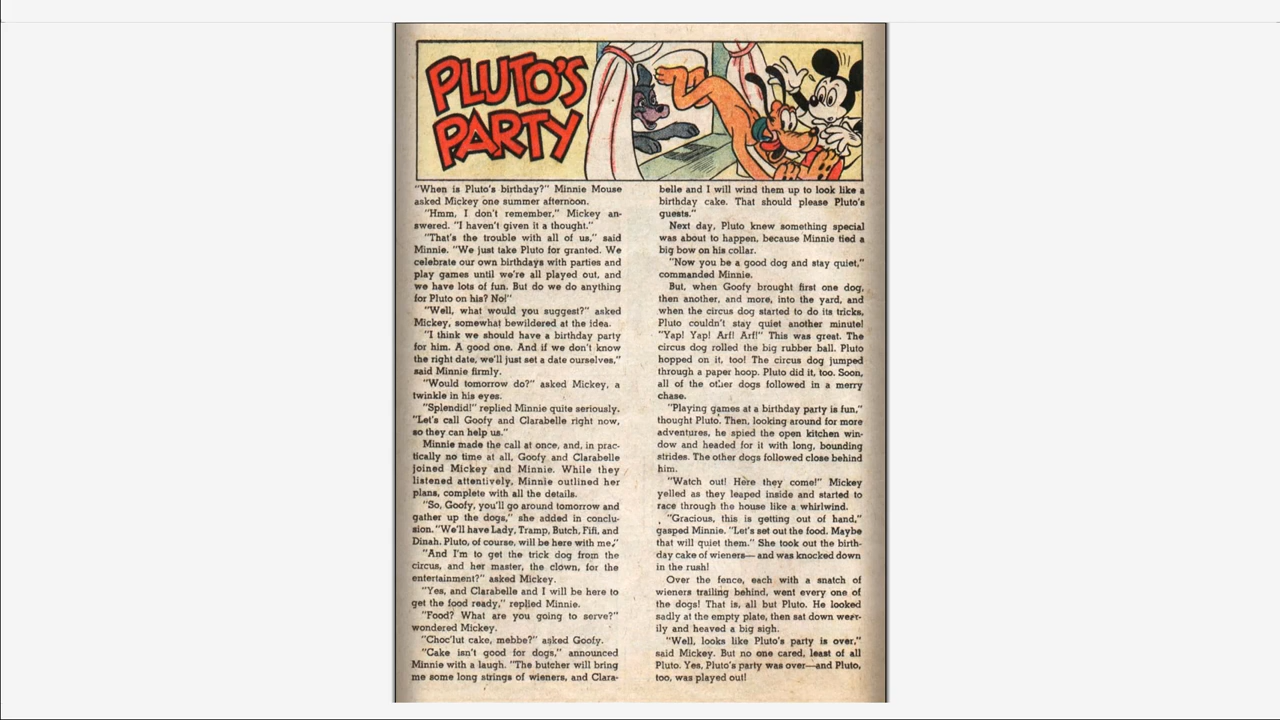 PLUTO'S
PARTY
"When is Pluto's birthday?" Minnie Mouse
asked Mickey one summer afternoon.
"Hmm, I don't remember," Mickey an-
swered. "I haven't given it a thought."
"That's the trouble with all of us," said
Minnie. "We just take Pluto for granted. We
celebrate our own birthdays with parties and
play games until we're all played out, and
we have lots of fun. But do we do anything
for Pluto on his? No!"
"Well, what would you suggest?" asked
Mickey, somewhat bewildered at the idea.
"I think we should have a birthday party
for him. A good one. And if we don't know
the right date, we'll just set a date ourselves,"
said Minnie firmly.
"Would tomorrow do?" asked Mickey, a
twinkle in his eyes.
"Splendid!" replied Minnie quite seriously.
"Let's call Goofy and Clarabelle right now,
so they can help us."
Minnie made the call at once, and, in prac-
tically no time at all, Goofy and Clarabelle
joined Mickey and Minnie. While they
listened attentively, Minnie outlined her
plans, complete with all the details.
"So, Goofy, you'll go around tomorrow and
gather up the dogs," she added in conclu-
sion. "We'll have Lady, Tramp, Butch, Fifi, and
Dinah. Pluto, of course, will be here with me."
"And I'm to get the trick dog from the
circus, and her master, the clown, for the
entertainment?" asked Mickey.
"Yes, and Clarabelle and I will be here to
get the food ready," replied Minnie.
"Food? What are you going to serve?"
wondered Mickey.
"Choc'lut cake, mebbe?" asked Goofy.
"Cake isn't good for dogs," announced
Minnie with a laugh. "The butcher will bring
me some long strings of wieners, and Clara-
belle and I will wind them up to look like a
birthday cake. That should please Pluto's
guests."
Next day, Pluto knew something special
was about to happen, because Minnie tied a
big bow on his collar.
"Now you be a good dog and stay quiet,"
commanded Minnie.
But, when Goofy brought first one dog,
then another, and more, into the yard, and
when the circus dog started to do its tricks,
Pluto couldn't stay quiet another minute!
"Yap! Yap! Arf! Arf!" This was great. The
circus dog rolled the big rubber ball. Pluto
hopped on it, too! The circus dog jumped
through a paper hoop. Pluto did it, too. Soon,
all of the other dogs followed in a merry
chase.
"Playing games at a birthday party is fun,"
thought Pluto. Then, looking around for more
adventures, he spied the open kitchen win-
dow and headed for it with long, bounding
strides. The other dogs followed close behind
him.
"Watch out! Here they come!" Mickey
yelled as they leaped inside and started to
race through the house like a whirlwind.
"Gracious, this is getting out of hand,"
gasped Minnie. "Let's set out the food. Maybe
that will quiet them." She took out the birth-
day cake of wieners—and was knocked down
in the rush!
Over the fence, each with a snatch of
wieners trailing behind, went every one of
the dogs! That is, all but Pluto. He looked
sadly at the empty plate, then sat down wear-
ily and heaved a big sigh.
"Well, looks like Pluto's party is over,"
said Mickey. But no one cared, least of all
Pluto. Yes, Pluto's party was over—and Pluto,
too, was played out!